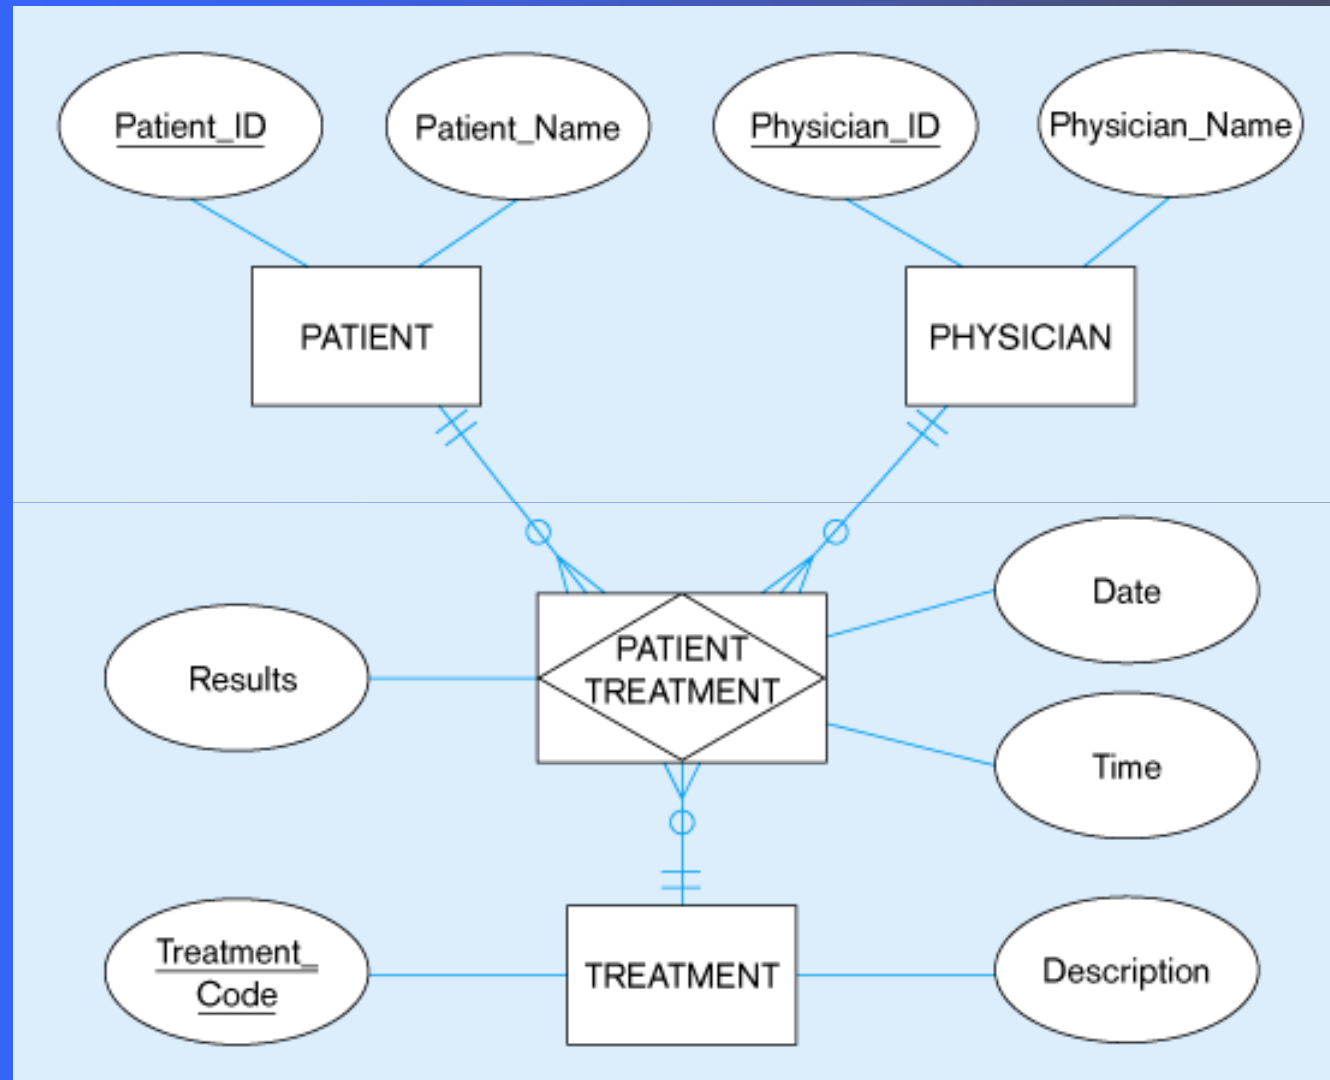 Patient_ID
Patient_Name
Physician_ID
Physician_Name
PATIENT
PHYSICIAN
Date
PATIENT
TREATMENT
Results
Time
Treatment_
Code
TREATMENT
Description